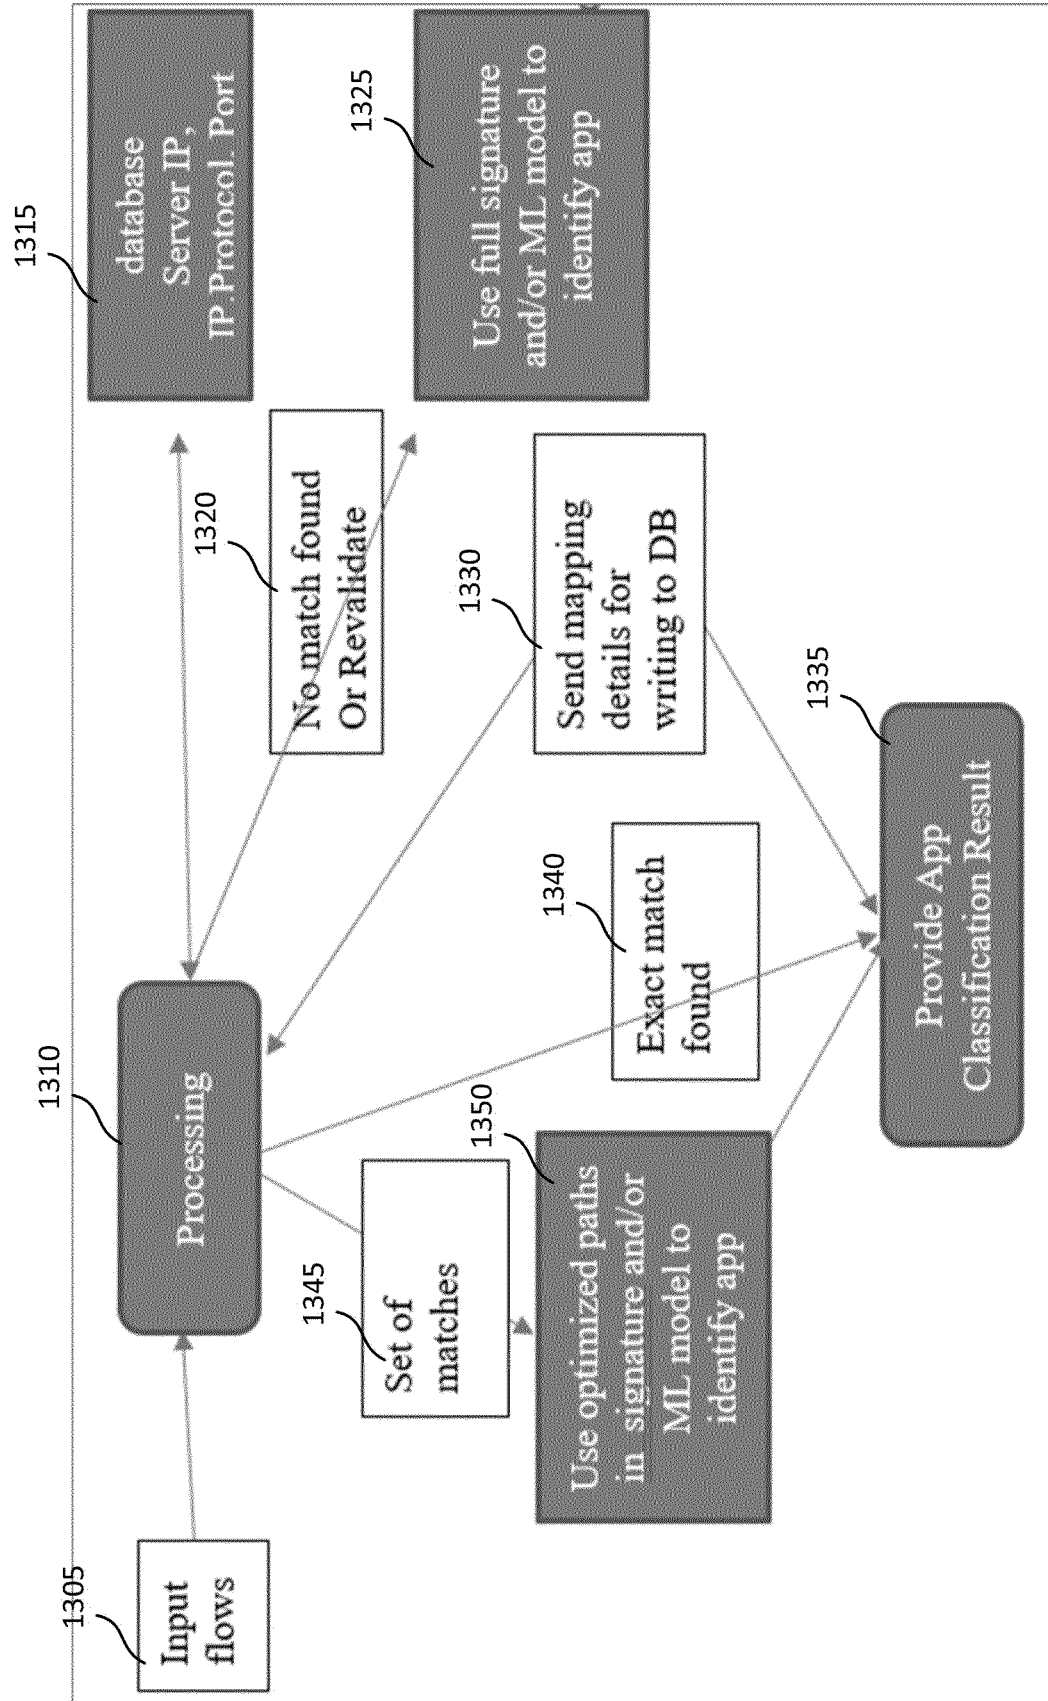 1305
Input
flows
1310
Processing
1315
database
Server IP,
IP.Protocol. Port
1320
No match found
Or Revalidate
1325
Use full signature
and/or ML model to
identify app
1345
Set of
matches
1350
Use optimized paths
in signature and/or
ML model to
identify app
1340
Exact match
found
1330
Send mapping
details for
writing to DB
1335
Provide App
Classification Result